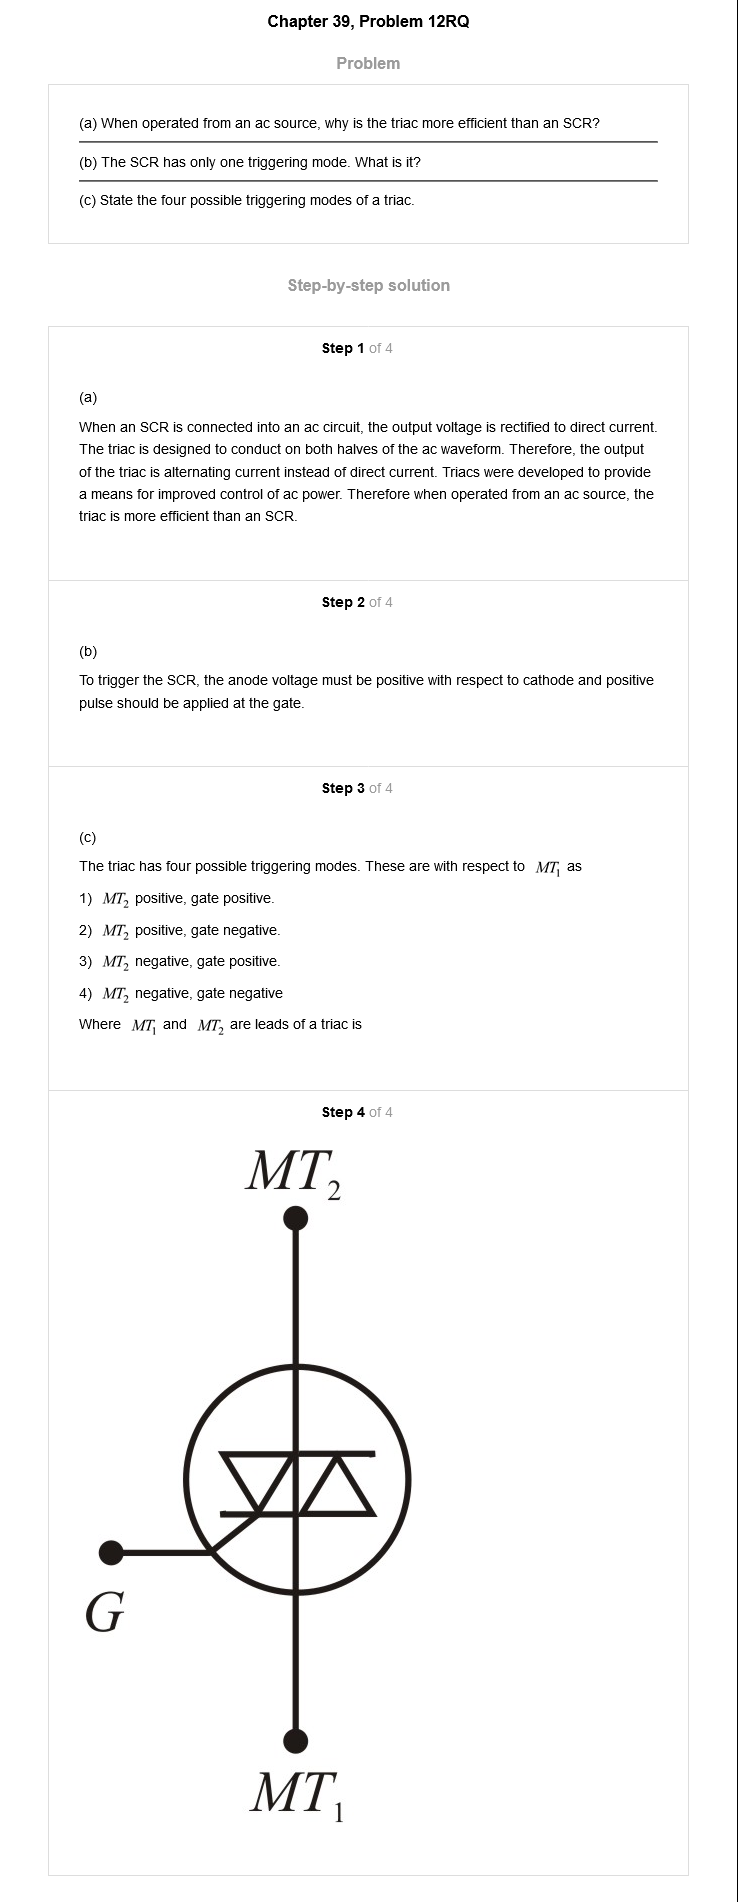 Chapter 39, Problem 12RQ
Problem
(a) When operated from an ac source, why is the triac more efficient than an SCR?
(b) The SCR has only one triggering mode. What is it?
(c) State the four possible triggering modes of a triac.
Step-by-step solution
Step 1 of 4
(a)
When an SCR is connected into an ac circuit, the output voltage is rectified to direct current.
The triac is designed to conduct on both halves of the ac waveform. Therefore, the output
of the triac is alternating current instead of direct current. Triacs were developed to provide
a means for improved control of ac power. Therefore when operated from an ac source, the
triac is more efficient than an SCR.
Step 2 of 4
(b)
To trigger the SCR, the anode voltage must be positive with respect to cathode and positive
pulse should be applied at the gate.
Step 3 of 4
(c)
The triac has four possible triggering modes. These are with respect to MT₁ as
1) MT₂ positive, gate positive.
2) MT₂ positive, gate negative.
3) MT₂ negative, gate positive.
4) MT₂ negative, gate negative
Where MT₁ and MT₂ are leads of a triac is
Step 4 of 4
MT₂
G
MT₁